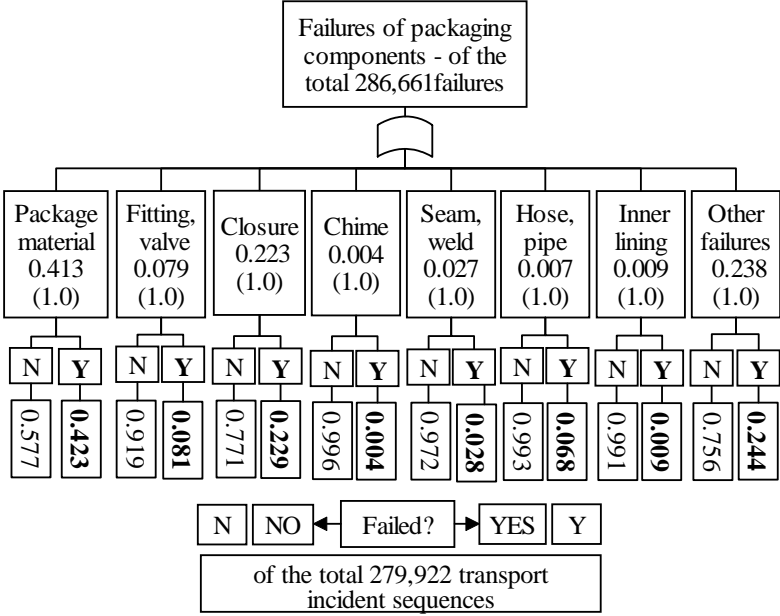 Failures of packaging
components - of the
total 286,661failures
Package
material
0.413
(1.0)
Fitting,
valve
0.079
(1.0)
Closure
0.223
(1.0)
Chime
0.004
(1.0)
Seam,
weld
0.027
(1.0)
Hose,
pipe
0.007
(1.0)
Inner
lining
0.009
(1.0)
Other
failures
0.238
(1.0)
N Y N Y N Y N Y N Y N Y N Y N Y
0.577
0.423
0.919
0.081
0.771
0.229
0.996
0.004
0.972
0.028
0.993
0.068
0.991
0.009
0.756
0.244
N NO Failed? YES Y
of the total 279,922 transport
incident sequences